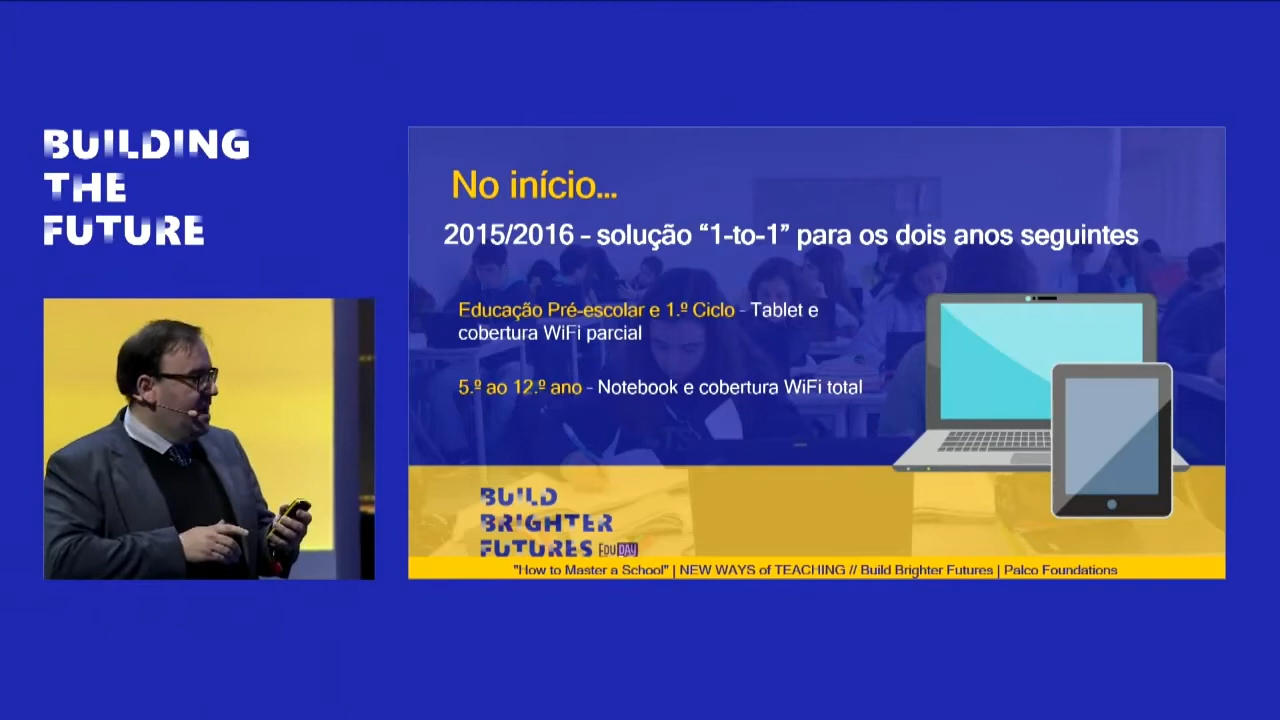 BUILDING
THE
FUTURE
No início...
2015/2016 - solução “1-to-1” para os dois anos seguintes
Educação Pré-escolar e 1.º Ciclo - Tablet e
cobertura WiFi parcial
5.º ao 12.º ano - Notebook e cobertura WiFi total
BUILD
BRIGHTER
FUTURES EDU DAY
"How to Master a School" | NEW WAYS of TEACHING // Build Brighter Futures | Palco Foundations